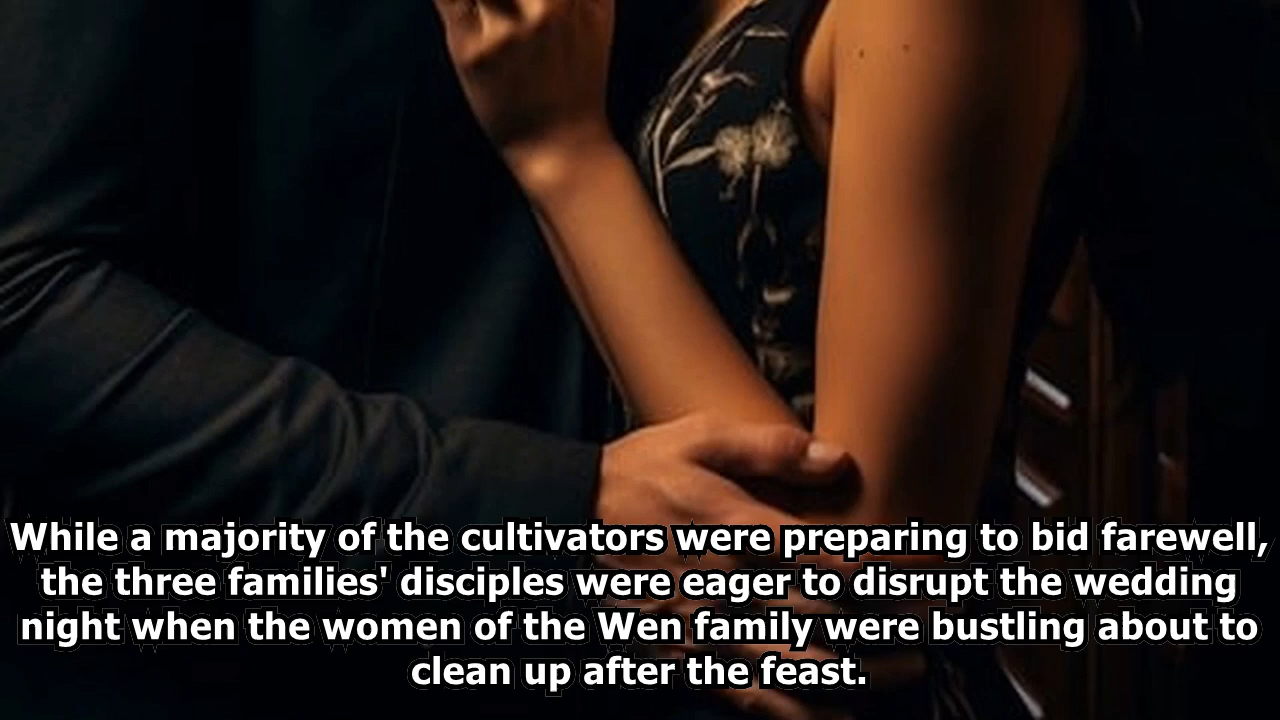 While a majority of the cultivators were preparing to bid farewell,
the three families' disciples were eager to disrupt the wedding
night when the women of the Wen family were bustling about to
clean up after the feast.